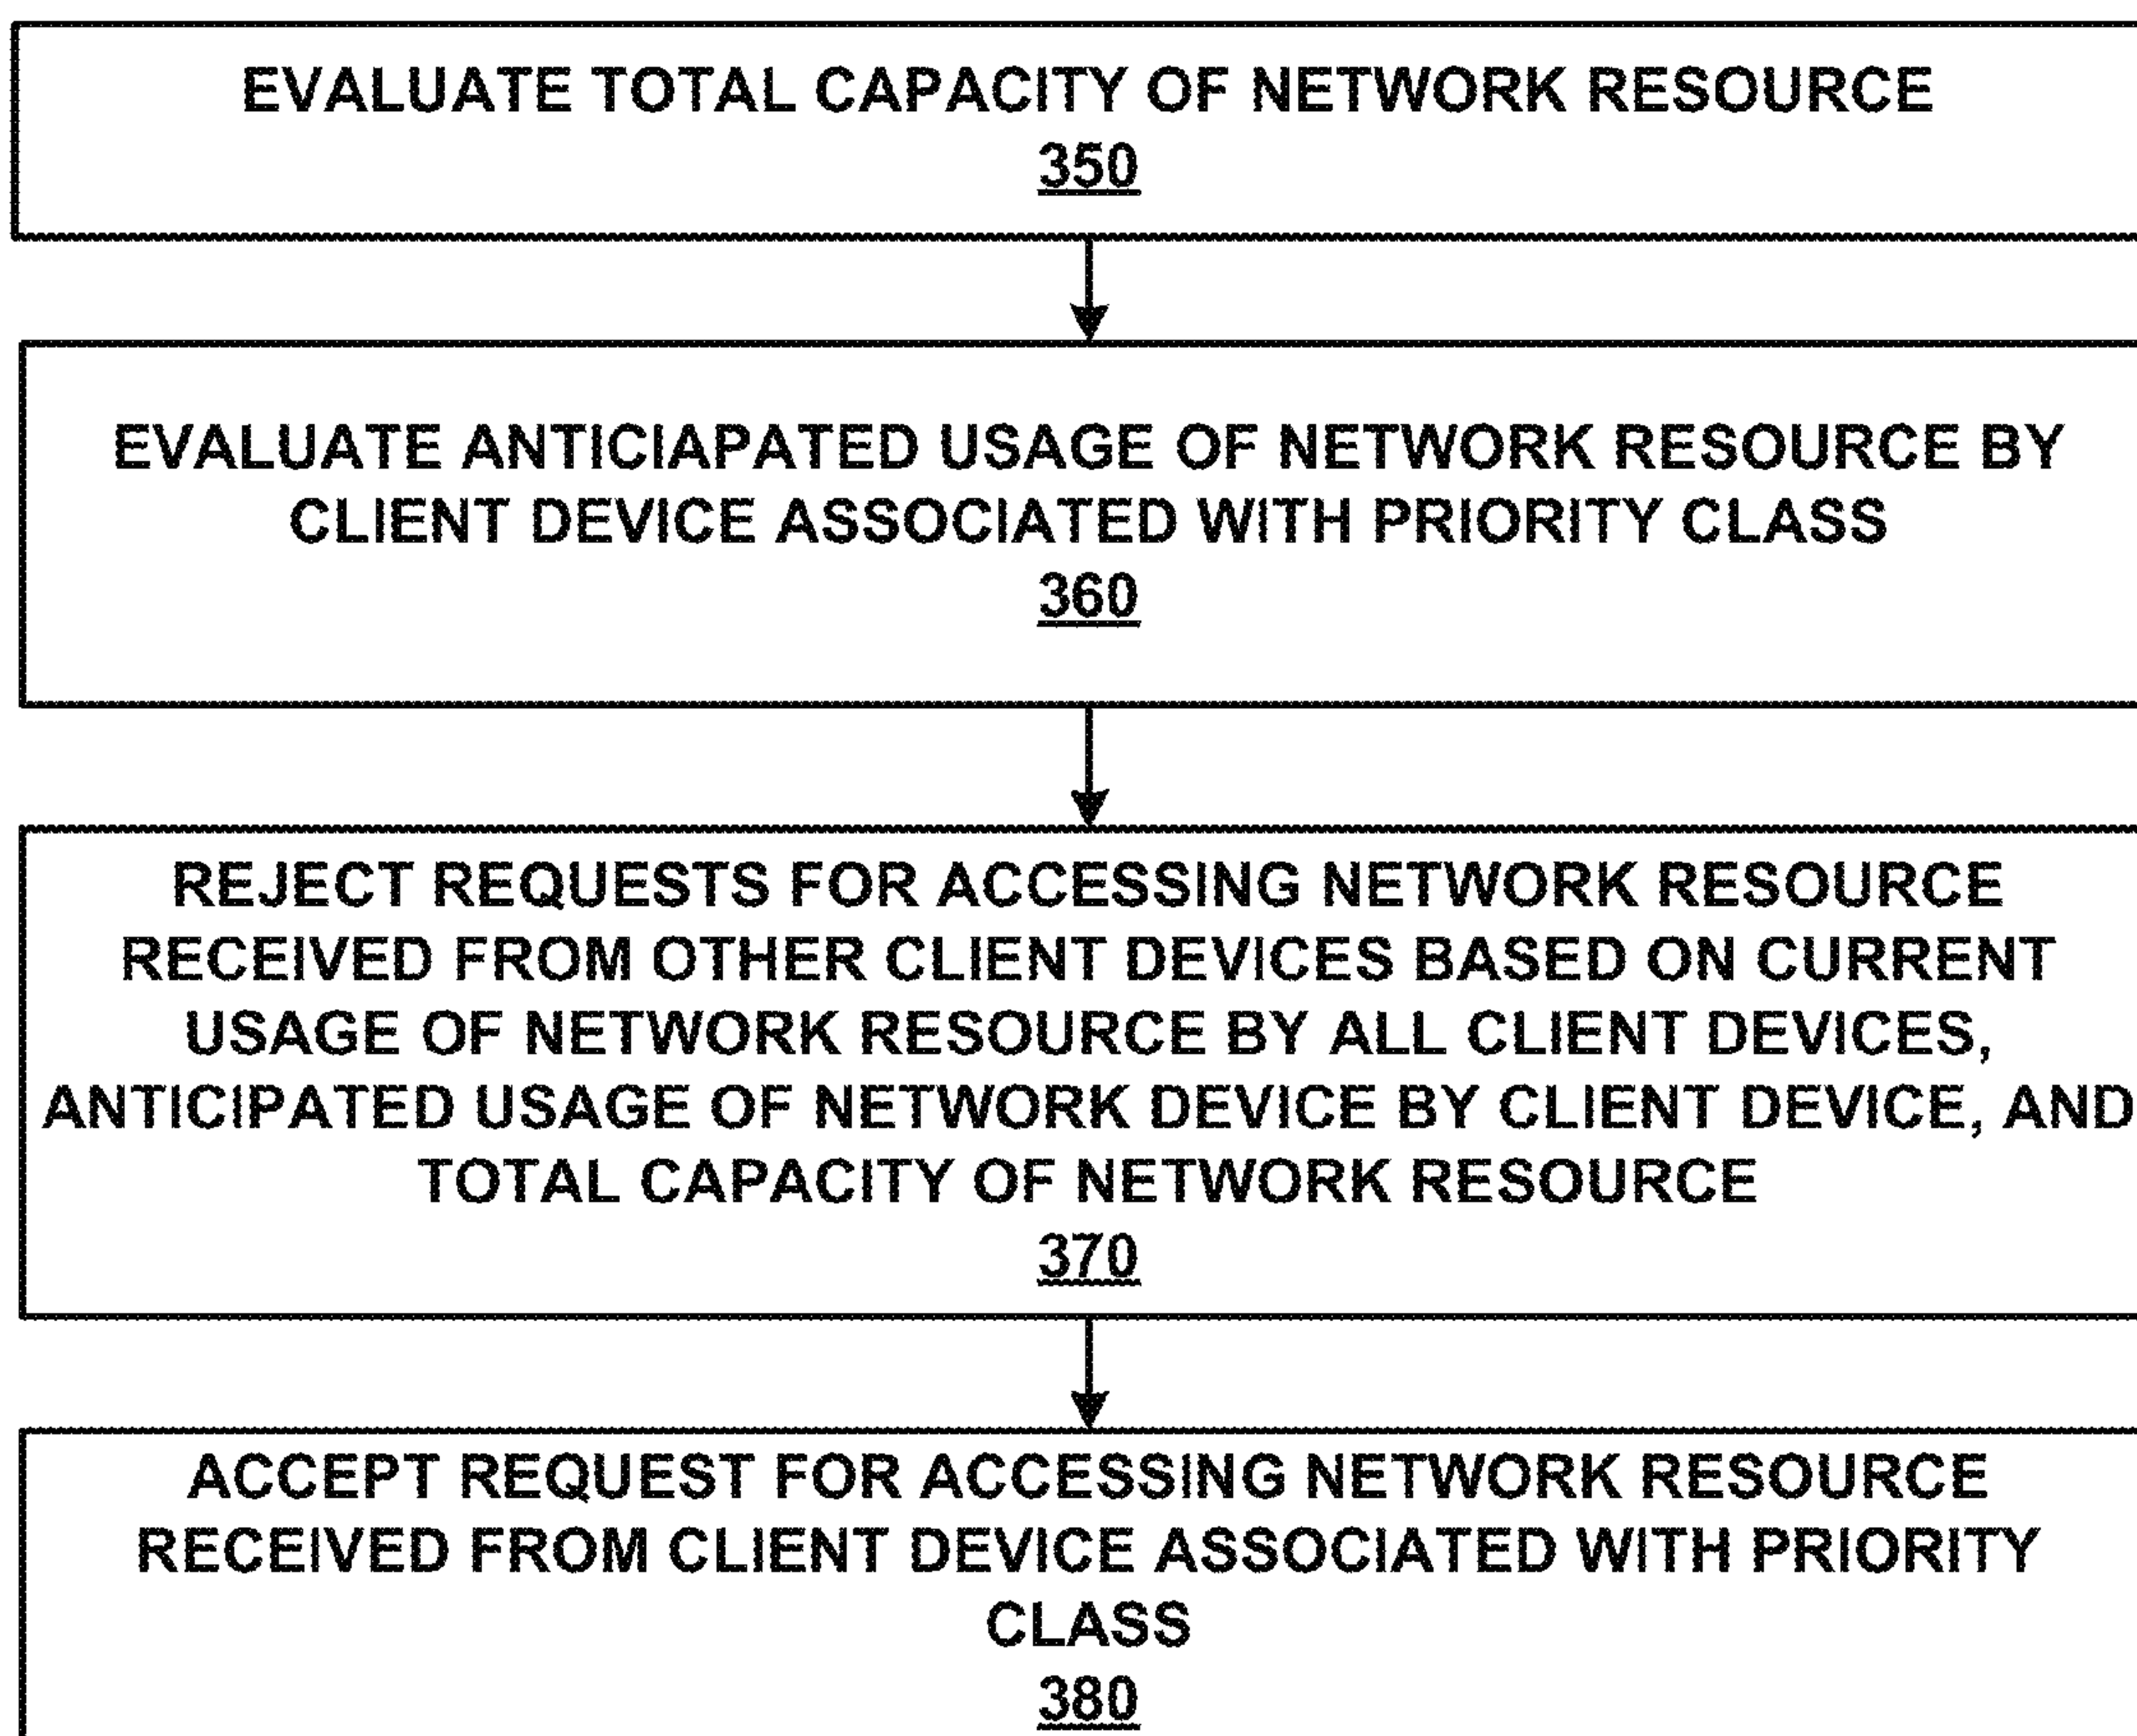 EVALUATE TOTAL CAPACITY OF NETWORK RESOURCE
350
EVALUATE ANTICIAPATED USAGE OF NETWORK RESOURCE BY
CLIENT DEVICE ASSOCIATED WITH PRIORITY CLASS
360
REJECT REQUESTS FOR ACCESSING NETWORK RESOURCE
RECEIVED FROM OTHER CLIENT DEVICES BASED ON CURRENT
USAGE OF NETWORK RESOURCE BY ALL CLIENT DEVICES,
ANTICIPATED USAGE OF NETWORK DEVICE BY CLIENT DEVICE, AND
TOTAL CAPACITY OF NETWORK RESOURCE
370
ACCEPT REQUEST FOR ACCESSING NETWORK RESOURCE
RECEIVED FROM CLIENT DEVICE ASSOCIATED WITH PRIORITY
CLASS
380